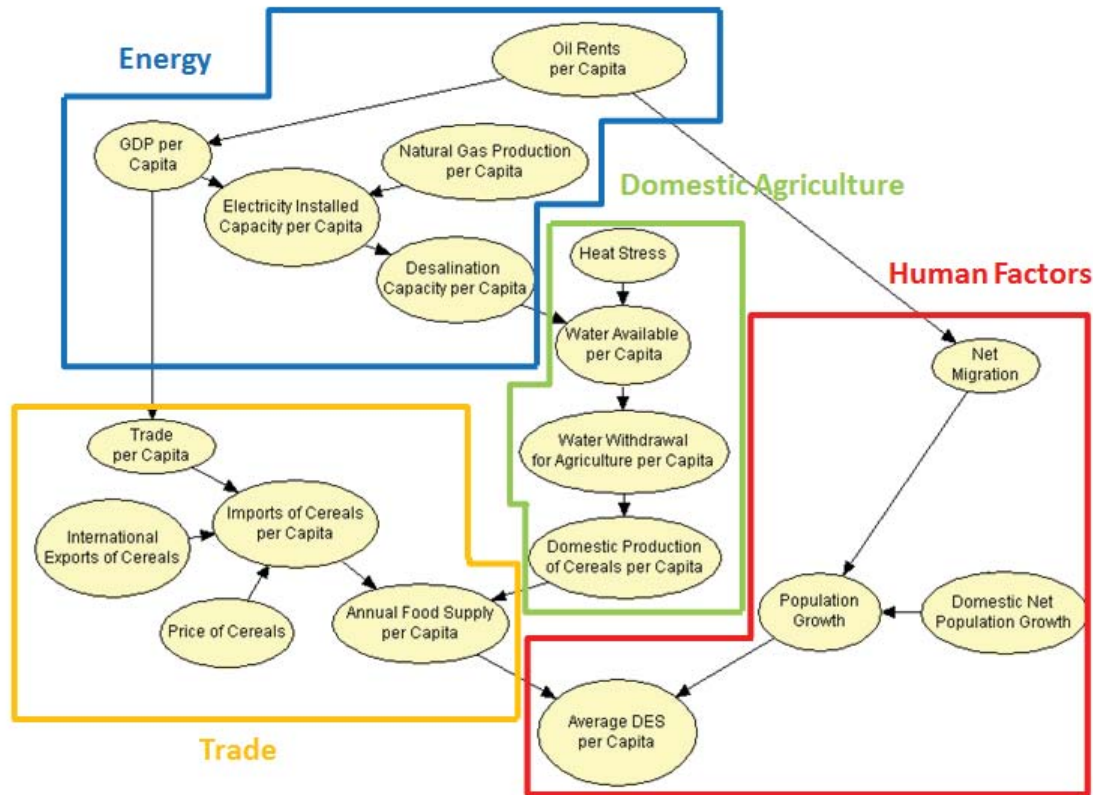 Energy
Oil Rents
per Capita
GDP per
Capita
Natural Gas Production
per Capita
Electricity Installed
Capacity per Capita
Desalination
Capacity per Capita
Domestic Agriculture
Heat Stress
Water Available
per Capita
Water Withdrawal
for Agriculture per Capita
Domestic Production
of Cereals per Capita
Human Factors
Net
Migration
Population
Growth
Domestic Net
Population Growth
Average DES
per Capita
Trade
per Capita
Imports of Cereals
per Capita
International
Exports of Cereals
Price of Cereals
Annual Food Supply
per Capita
Trade